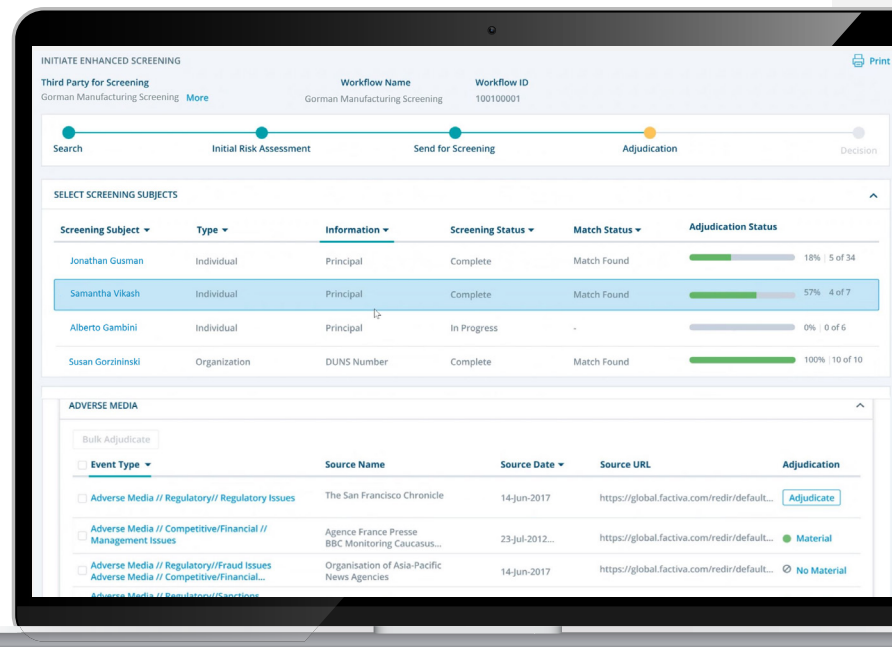 INITIATE ENHANCED SCREENING
Print
Third Party for Screening Workflow Name Workflow ID
Gorman Manufacturing Screening More Gorman Manufacturing Screening 100100001
Search Initial Risk Assessment Send for Screening Adjudication Decision
SELECT SCREENING SUBJECTS
Screening Subject Type Information Screening Status Match Status Adjudication Status
Jonathan Gusman Individual Principal Complete Match Found 18% | 5 of 34
Samantha Vikash Individual Principal Complete Match Found 57% 4 of 7
Alberto Gambini Individual Principal In Progress - 0% | 0 of 6
Susan Gorzininski Organization DUNS Number Complete Match Found 100% | 10 of 10
ADVERSE MEDIA
Bulk Adjudicate
Event Type Source Name Source Date Source URL Adjudication
Adverse Media // Regulatory// Regulatory Issues The San Francisco Chronicle 14-Jun-2017 https://global.factiva.com/redir/default... Adjudicate
Adverse Media // Competitive/Financial // Agence France Presse
Management Issues BBC Monitoring Caucasus... 23-jul-2012... https://global.factiva.com/redir/default... Material
Adverse Media // Regulatory//Fraud Issues Organisation of Asia-Pacific
Adverse Media // Competitive/Financial... News Agencies 14-Jun-2017 https://global.factiva.com/redir/default... No Material
Adverse Media // Regulatory//Sanctions